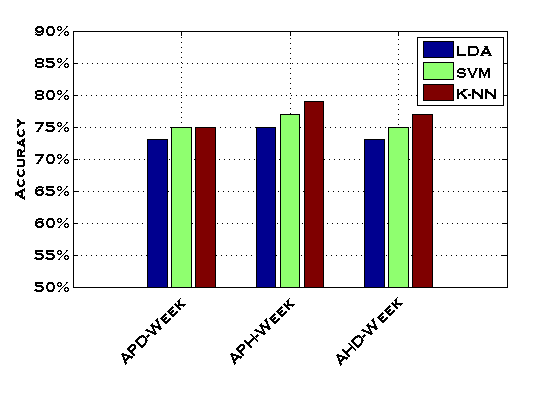 90%
85%
80%
75%
70%
65%
60%
55%
50%
Accuracy
LDA
SVM
K-NN
APD-Week
APH-Week
AHD-Week